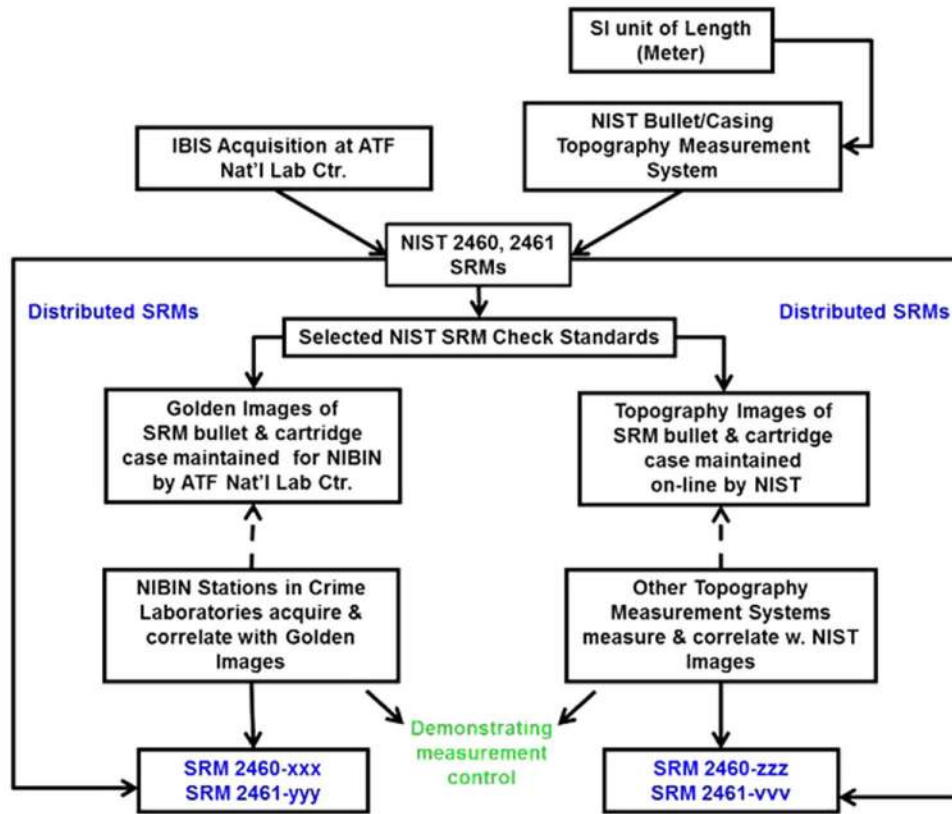 SI unit of Length
(Meter)
IBIS Acquisition at ATF
Nat'l Lab Ctr.
NIST Bullet/Casing
Topography Measurement
System
NIST 2460, 2461
SRMs
Distributed SRMs
Distributed SRMs
Selected NIST SRM Check Standards
Golden Images of
SRM bullet & cartridge
case maintained for NIBIN
by ATF Nat'l Lab Ctr.
Topography Images of
SRM bullet & cartridge
case maintained
on-line by NIST
NIBIN Stations in Crime
Laboratories acquire &
correlate with Golden
Images
Other Topography
Measurement Systems
measure & correlate w. NIST
Images
Demonstrating
measurement
control
SRM 2460-xxx
SRM 2461-yyy
SRM 2460-zzz
SRM 2461-vvv